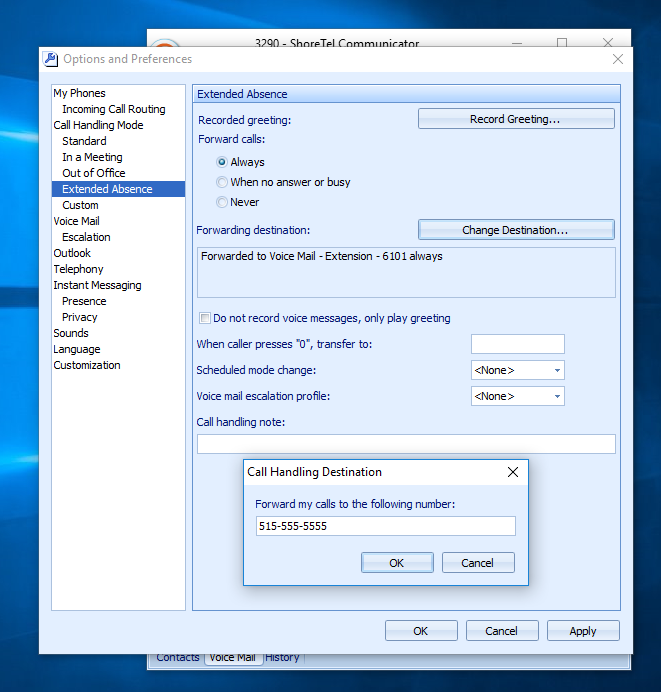 3290 - ShoreTel Communicator
Options and Preferences
My Phones
Incoming Call Routing
Call Handling Mode
Standard
In a Meeting
Out of Office
Extended Absence
Custom
Voice Mail
Escalation
Outlook
Telephony
Instant Messaging
Presence
Privacy
Sounds
Language
Customization
Extended Absence
Recorded greeting:
Record Greeting...
Forward calls:
Always
When no answer or busy
Never
Forwarding destination:
Change Destination...
Forwarded to Voice Mail - Extension - 6101 always
Do not record voice messages, only play greeting
When caller presses "0", transfer to:
Scheduled mode change:
<None>
Voice mail escalation profile:
<None>
Call handling note:
Call Handling Destination
Forward my calls to the following number:
515-555-5555
OK
Cancel
OK
Cancel
Apply
Contacts
Voice Mail
History